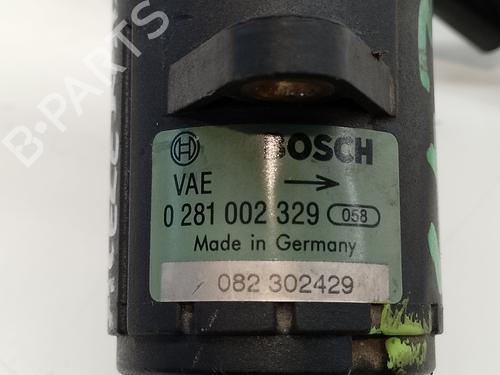 B-PARTS
BOSCH
VAE →
0 281 002 329 058
Made in Germany
082 302429